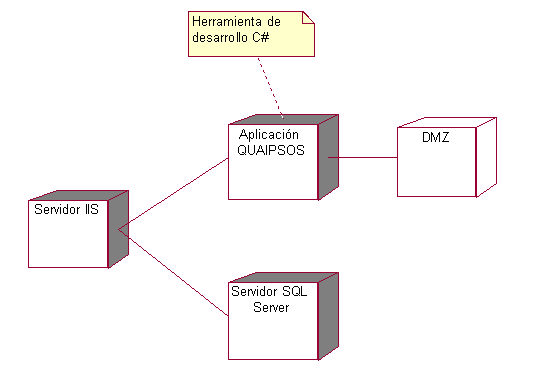 Herramienta de
desarrollo C#
Aplicación
QUAIPSOS
DMZ
Servidor IIS
Servidor SQL
Server